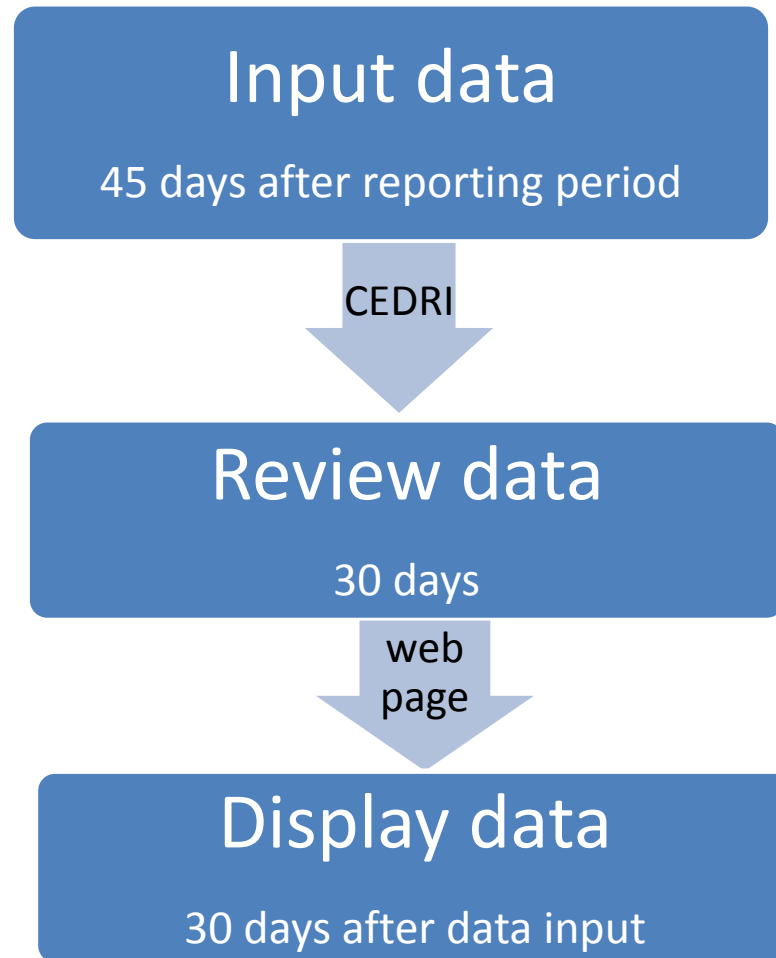 Input data
45 days after reporting period
CEDRI
Review data
30 days
web
page
Display data
30 days after data input